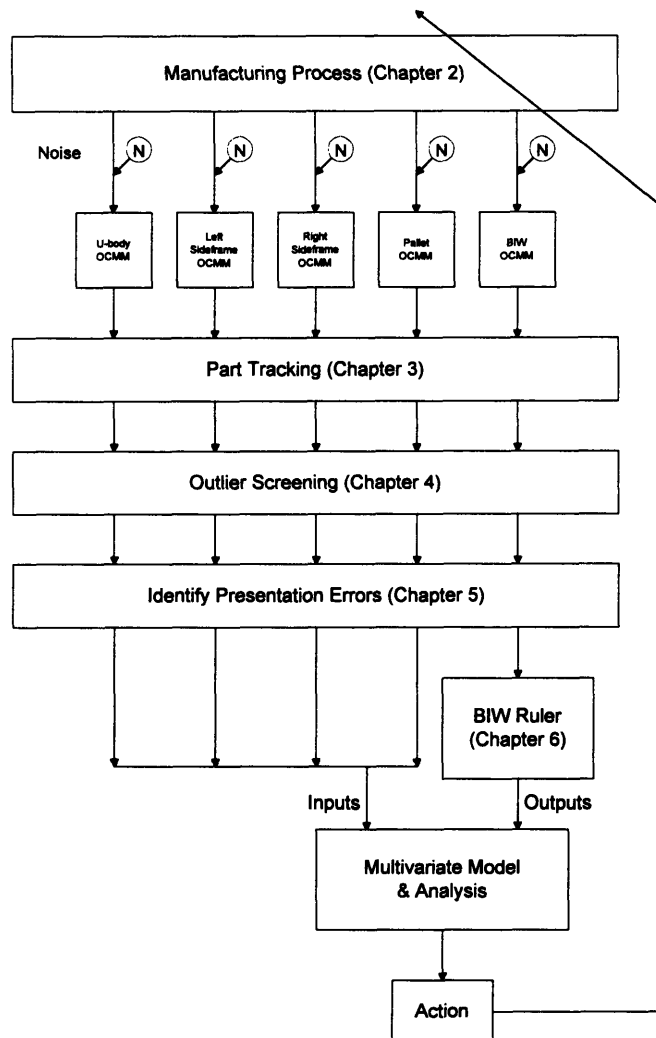 Manufacturing Process (Chapter 2)
Noise
N
N
N
N
N
U-body
OCMM
Left
Sideframe
OCMM
Right
Sideframe
OCMM
Pallet
OCMM
BIW
OCMM
Part Tracking (Chapter 3)
Outlier Screening (Chapter 4)
Identify Presentation Errors (Chapter 5)
BIW Ruler
(Chapter 6)
Inputs
Outputs
Multivariate Model
& Analysis
Action